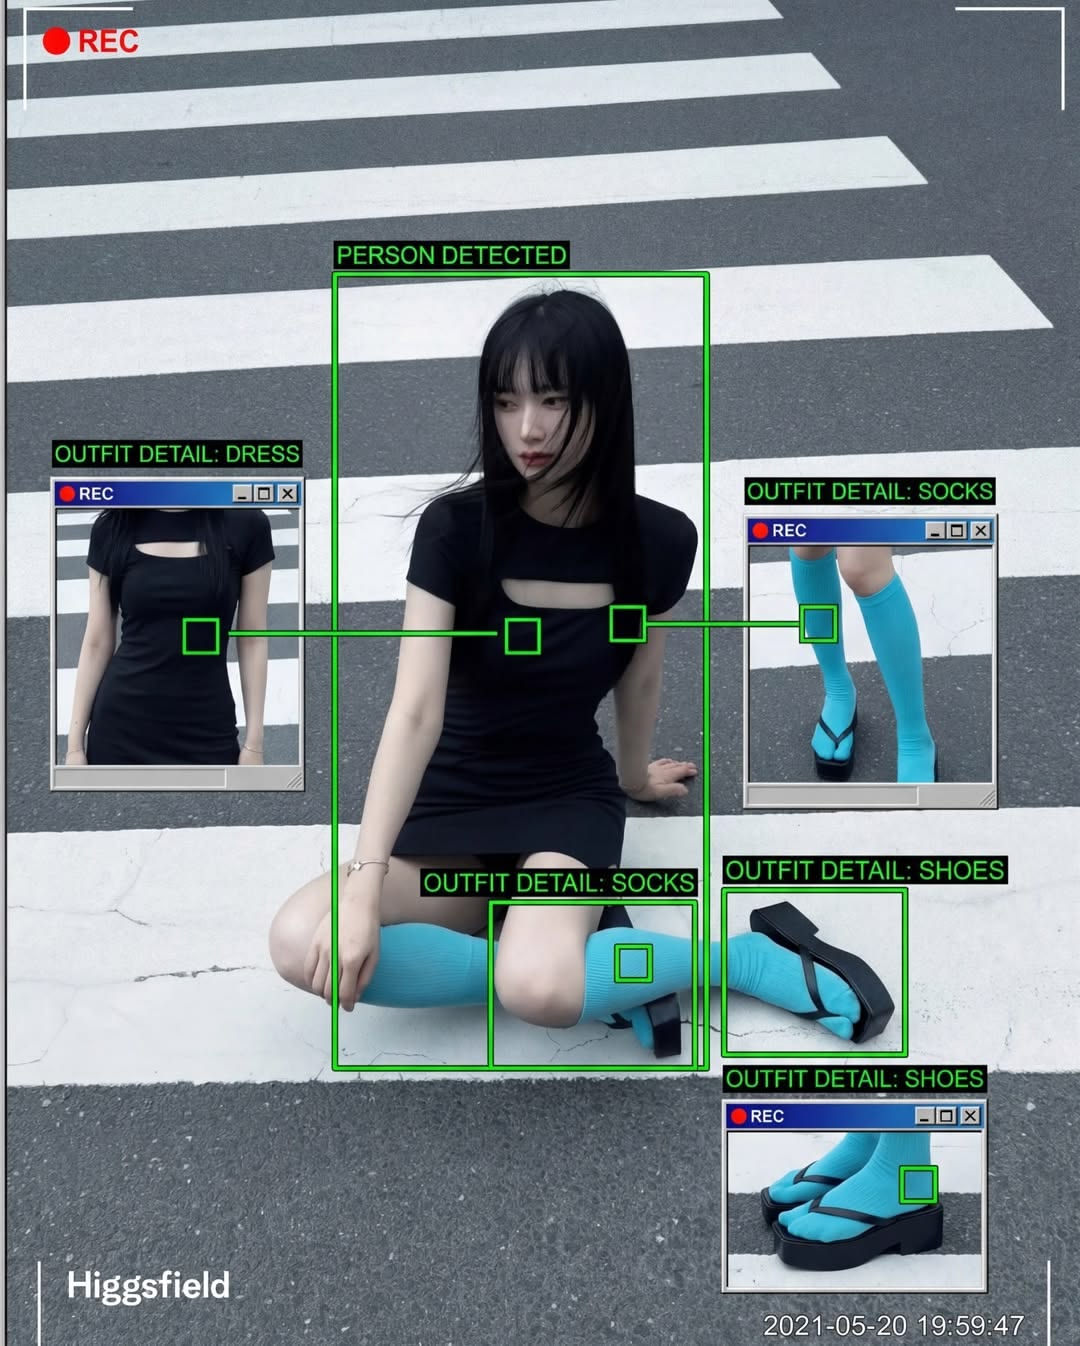 REC
PERSON DETECTED
OUTFIT DETAIL: DRESS
REC
OUTFIT DETAIL: SOCKS
REC
OUTFIT DETAIL: SOCKS
OUTFIT DETAIL: SHOES
OUTFIT DETAIL: SHOES
REC
Higgsfield
2021-05-20 19:59:47